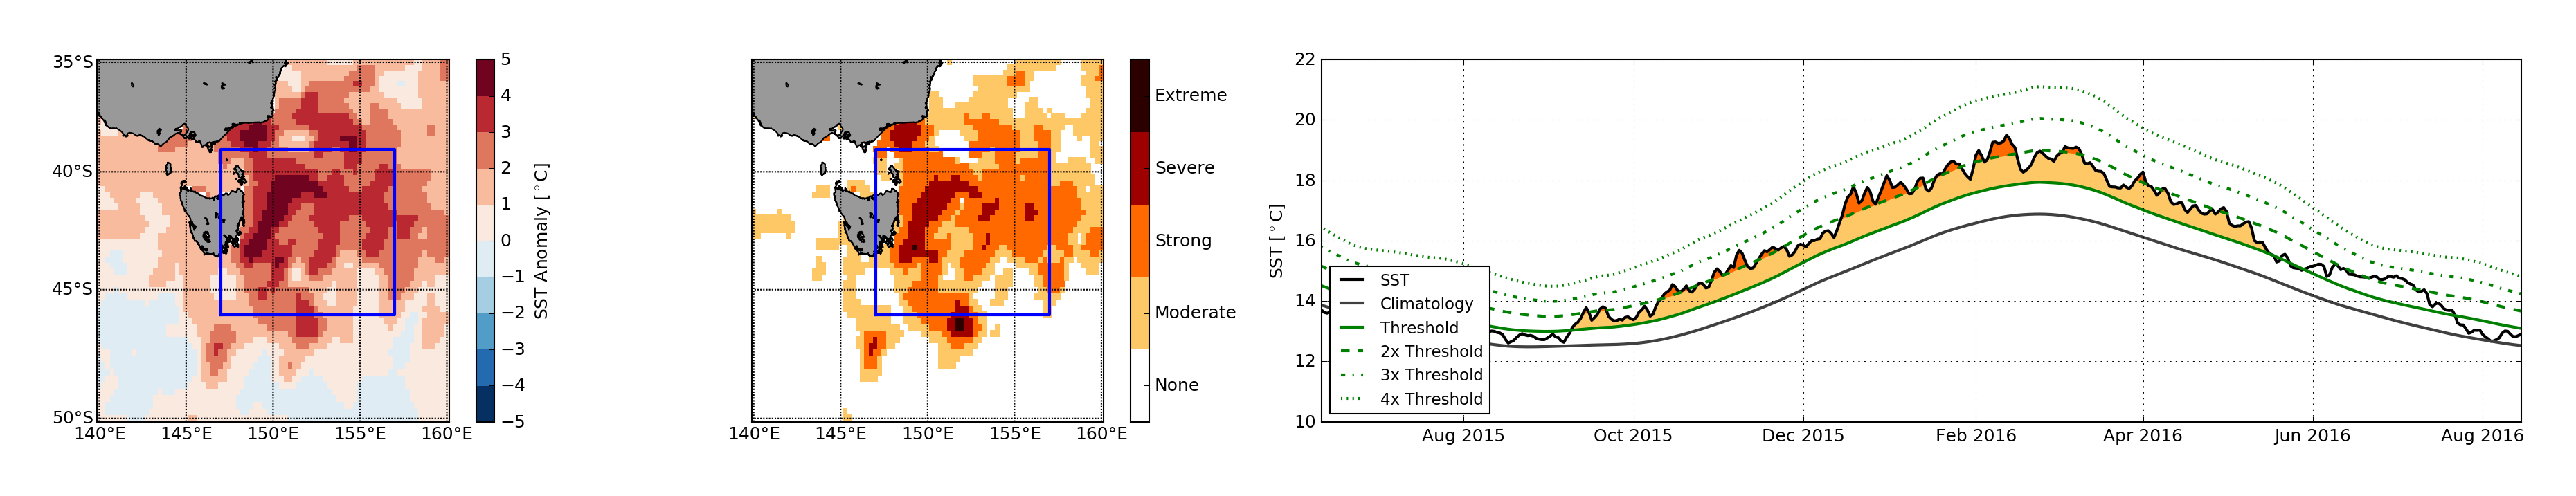 35°S
40°S
45°S
50°S
140°E 145°E 150°E 155°E 160°E
5
4
3
2
1
0
−1
−2
−3
−4
−5
SST Anomaly [°C]
140°E 145°E 150°E 155°E 160°E
Extreme
Severe
Strong
Moderate
None
SST [°C]
22
20
18
16
14
12
10
SST
Climatology
Threshold
2x Threshold
3x Threshold
4x Threshold
Aug 2015 Oct 2015 Dec 2015 Feb 2016 Apr 2016 Jun 2016 Aug 2016